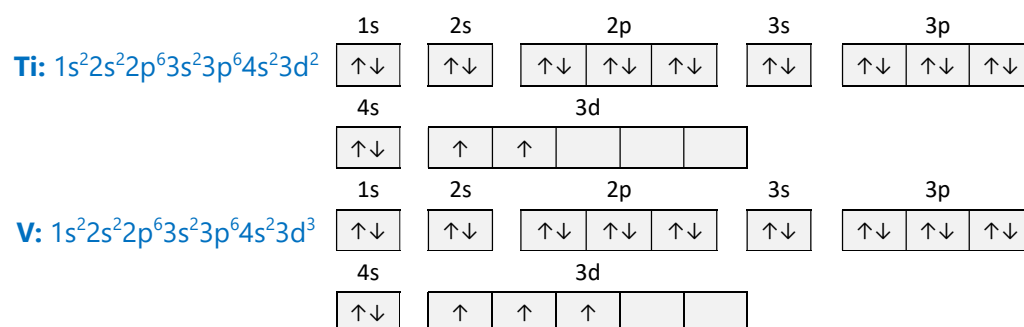 1s 2s 2p 3s 3p
Ti: 1s²2s²2p⁶3s²3p⁶4s²3d² ↑↓ ↑↓ ↑↓ ↑↓ ↑↓ ↑↓ ↑↓ ↑↓ ↑↓
4s 3d
↑↓ ↑ ↑
1s 2s 2p 3s 3p
V: 1s²2s²2p⁶3s²3p⁶4s²3d³ ↑↓ ↑↓ ↑↓ ↑↓ ↑↓ ↑↓ ↑↓ ↑↓ ↑↓
4s 3d
↑↓ ↑ ↑ ↑